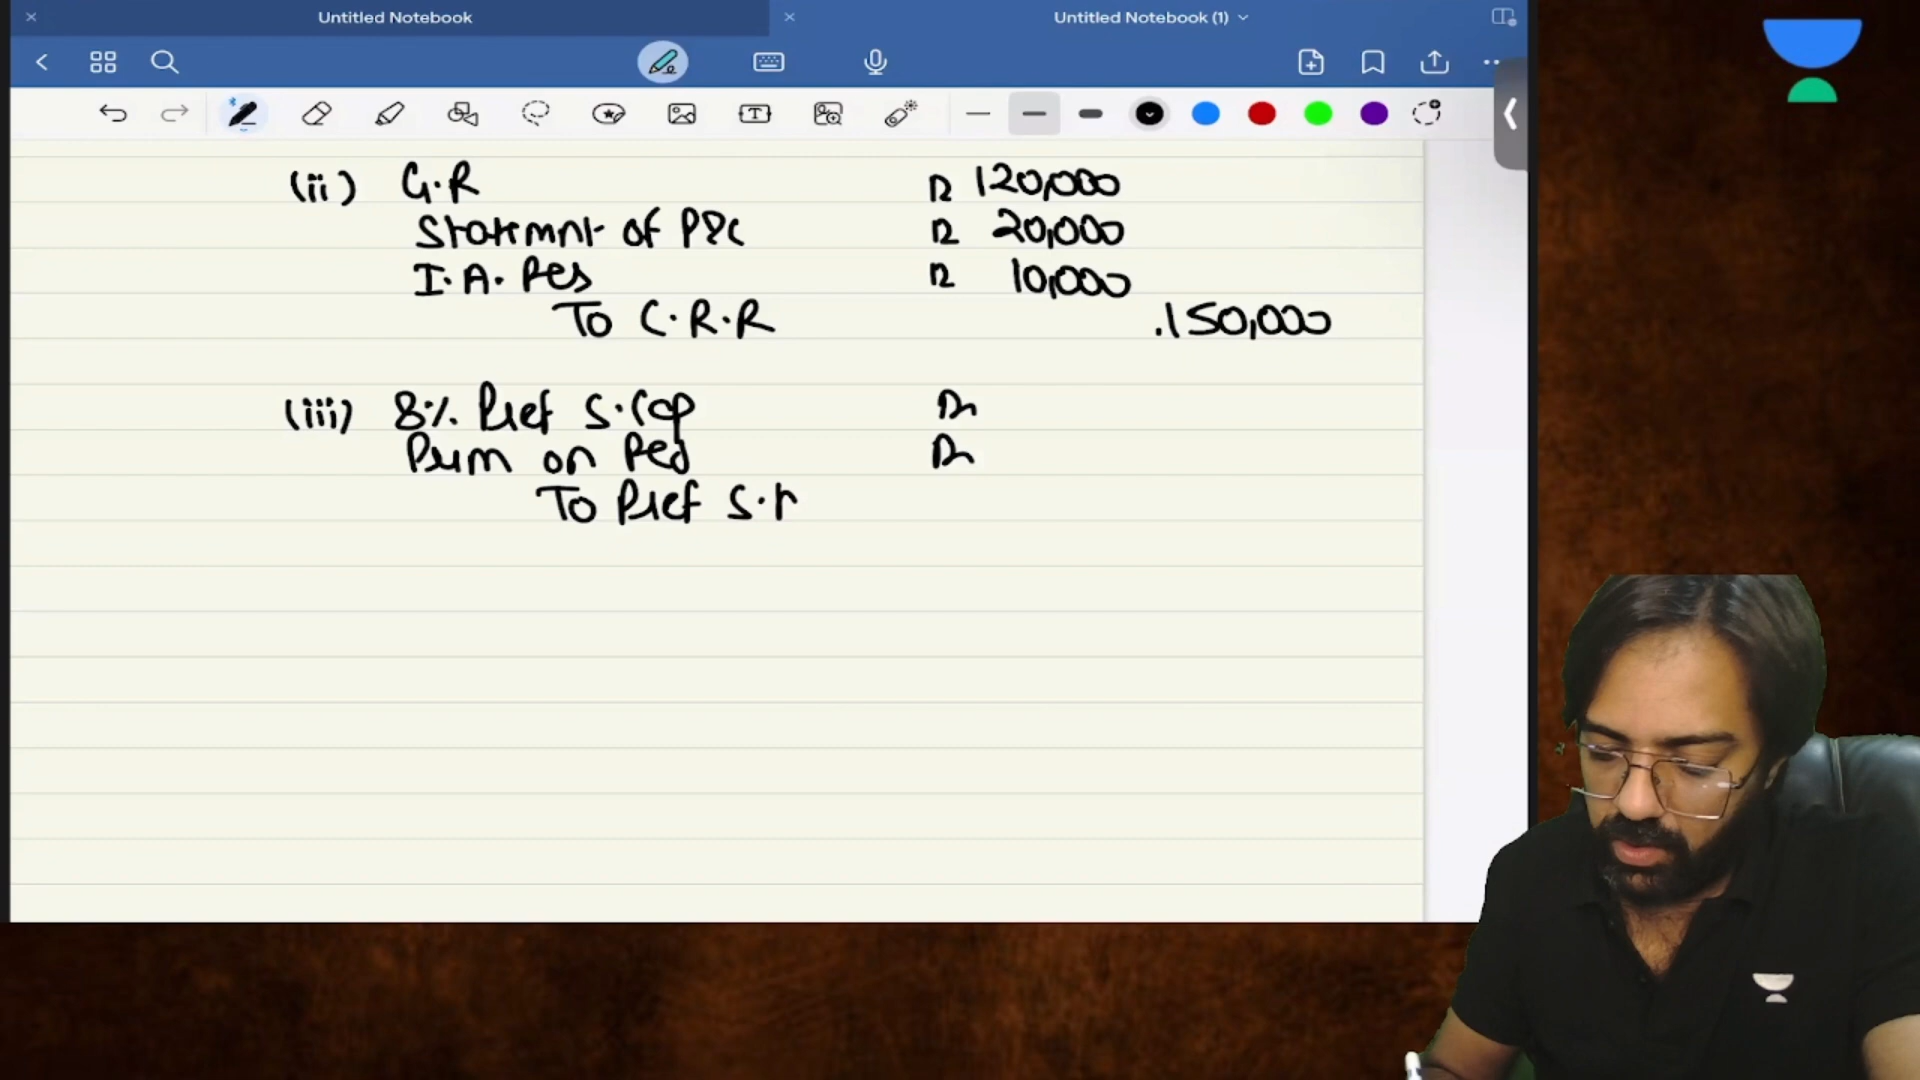 Untitled Notebook
Untitled Notebook (1)
(ii) G.R Dr 120,000
Statemnt of P&L Dr 20,000
I.A. Res Dr 10,000
To C.R.R 150,000
(iii) 8% Pref S.Cap Dr
Prem on Red Dr
To Pref S.H